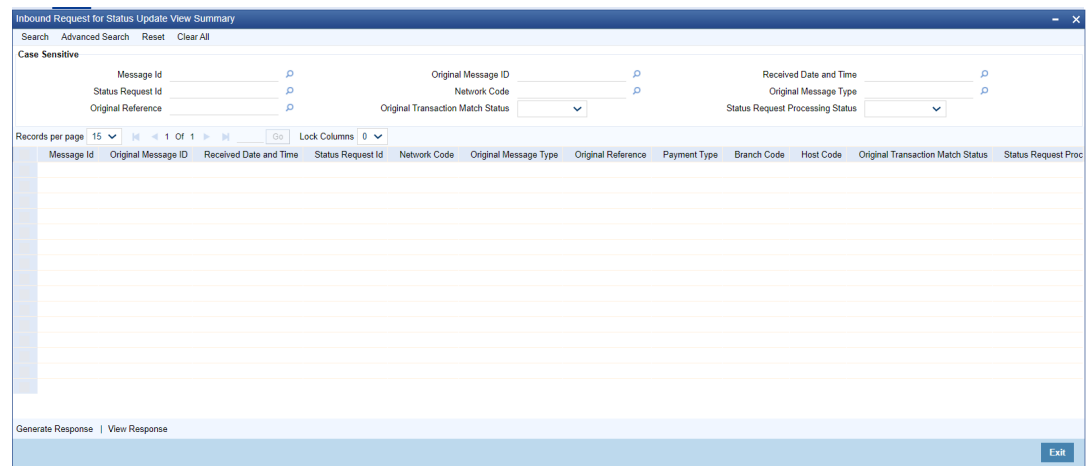 Inbound Request for Status Update View Summary
Search Advanced Search Reset Clear All
Case Sensitive
Message Id Original Message ID Received Date and Time
Status Request Id Network Code Original Message Type
Original Reference Original Transaction Match Status Status Request Processing Status
Records per page 15 1 Of 1 Go Lock Columns 0
Message Id Original Message ID Received Date and Time Status Request Id Network Code Original Message Type Original Reference Payment Type Branch Code Host Code Original Transaction Match Status Status Request Proc
Generate Response | View Response
Exit